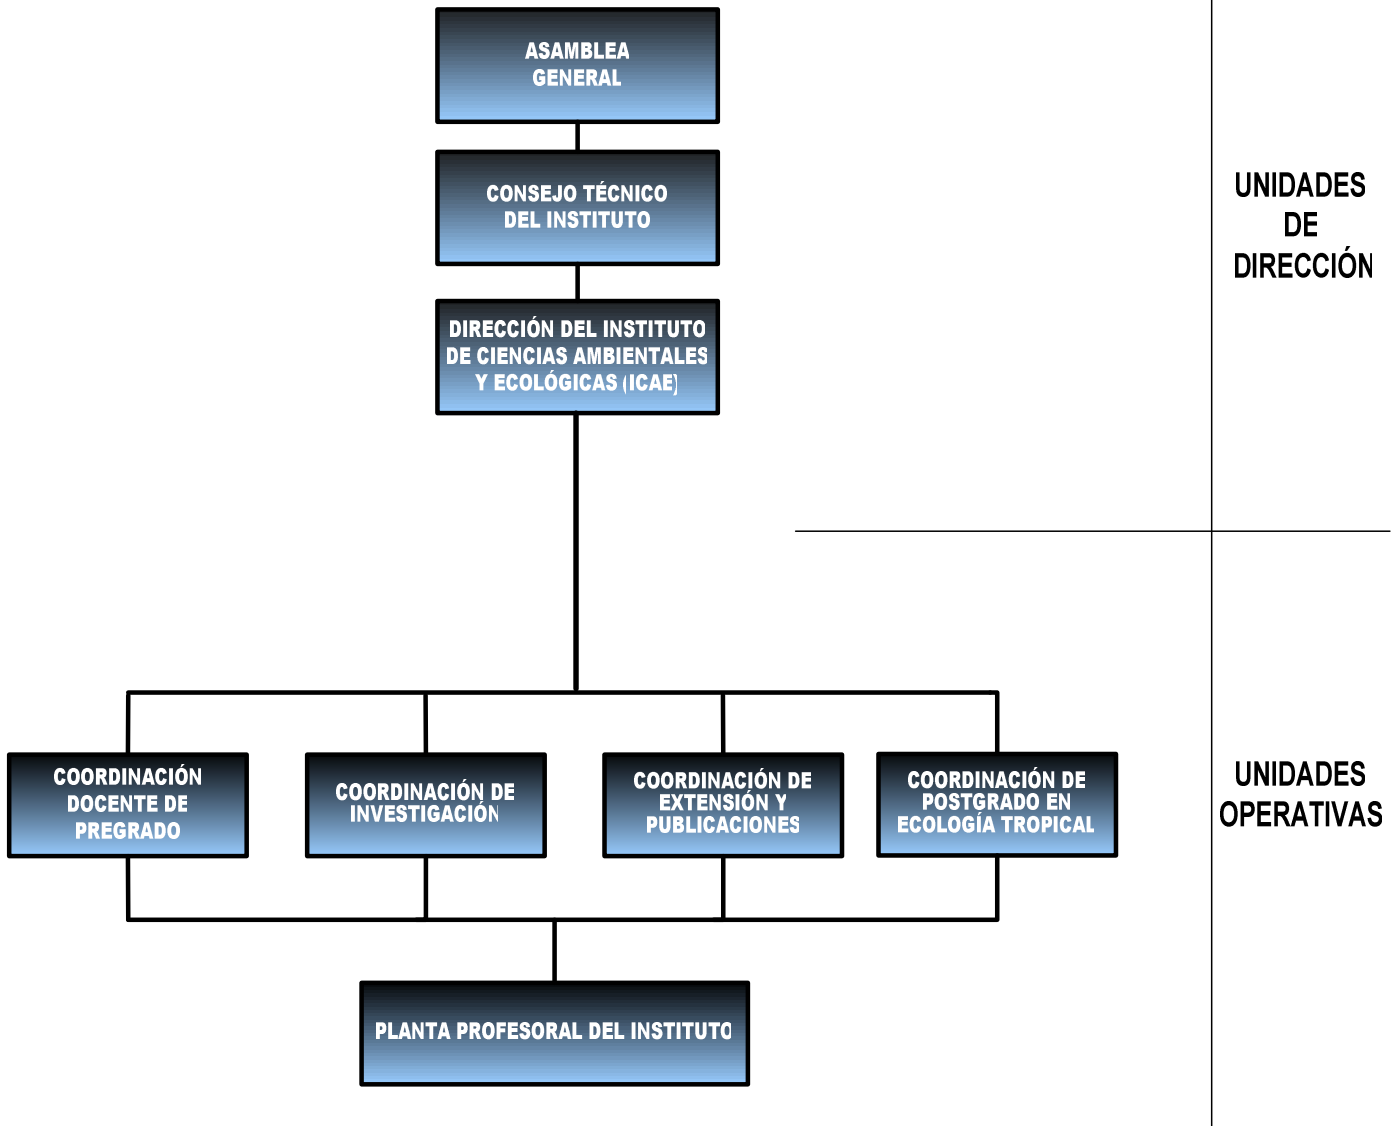 ASAMBLEA
GENERAL
CONSEJO TÉCNICO
DEL INSTITUTO
DIRECCIÓN DEL INSTITUTO
DE CIENCIAS AMBIENTALES
Y ECOLÓGICAS (ICAE)
UNIDADES
DE
DIRECCIÓN
COORDINACIÓN
DOCENTE DE
PREGRADO
COORDINACIÓN DE
INVESTIGACIÓN
COORDINACIÓN DE
EXTENSIÓN Y
PUBLICACIONES
COORDINACIÓN DE
POSTGRADO EN
ECOLOGÍA TROPICAL
UNIDADES
OPERATIVAS
PLANTA PROFESORAL DEL INSTITUTO